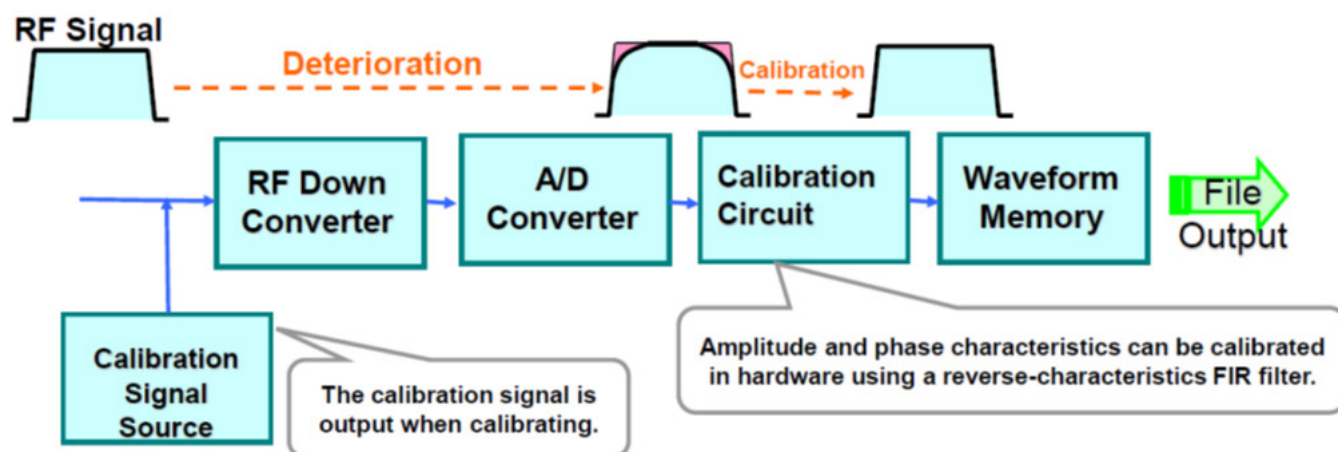 RF Signal
Deterioration
Calibration
RF Down
Converter
A/D
Converter
Calibration
Circuit
Waveform
Memory
File
Output
Calibration
Signal
Source
The calibration signal is
output when calibrating.
Amplitude and phase characteristics can be calibrated
in hardware using a reverse-characteristics FIR filter.